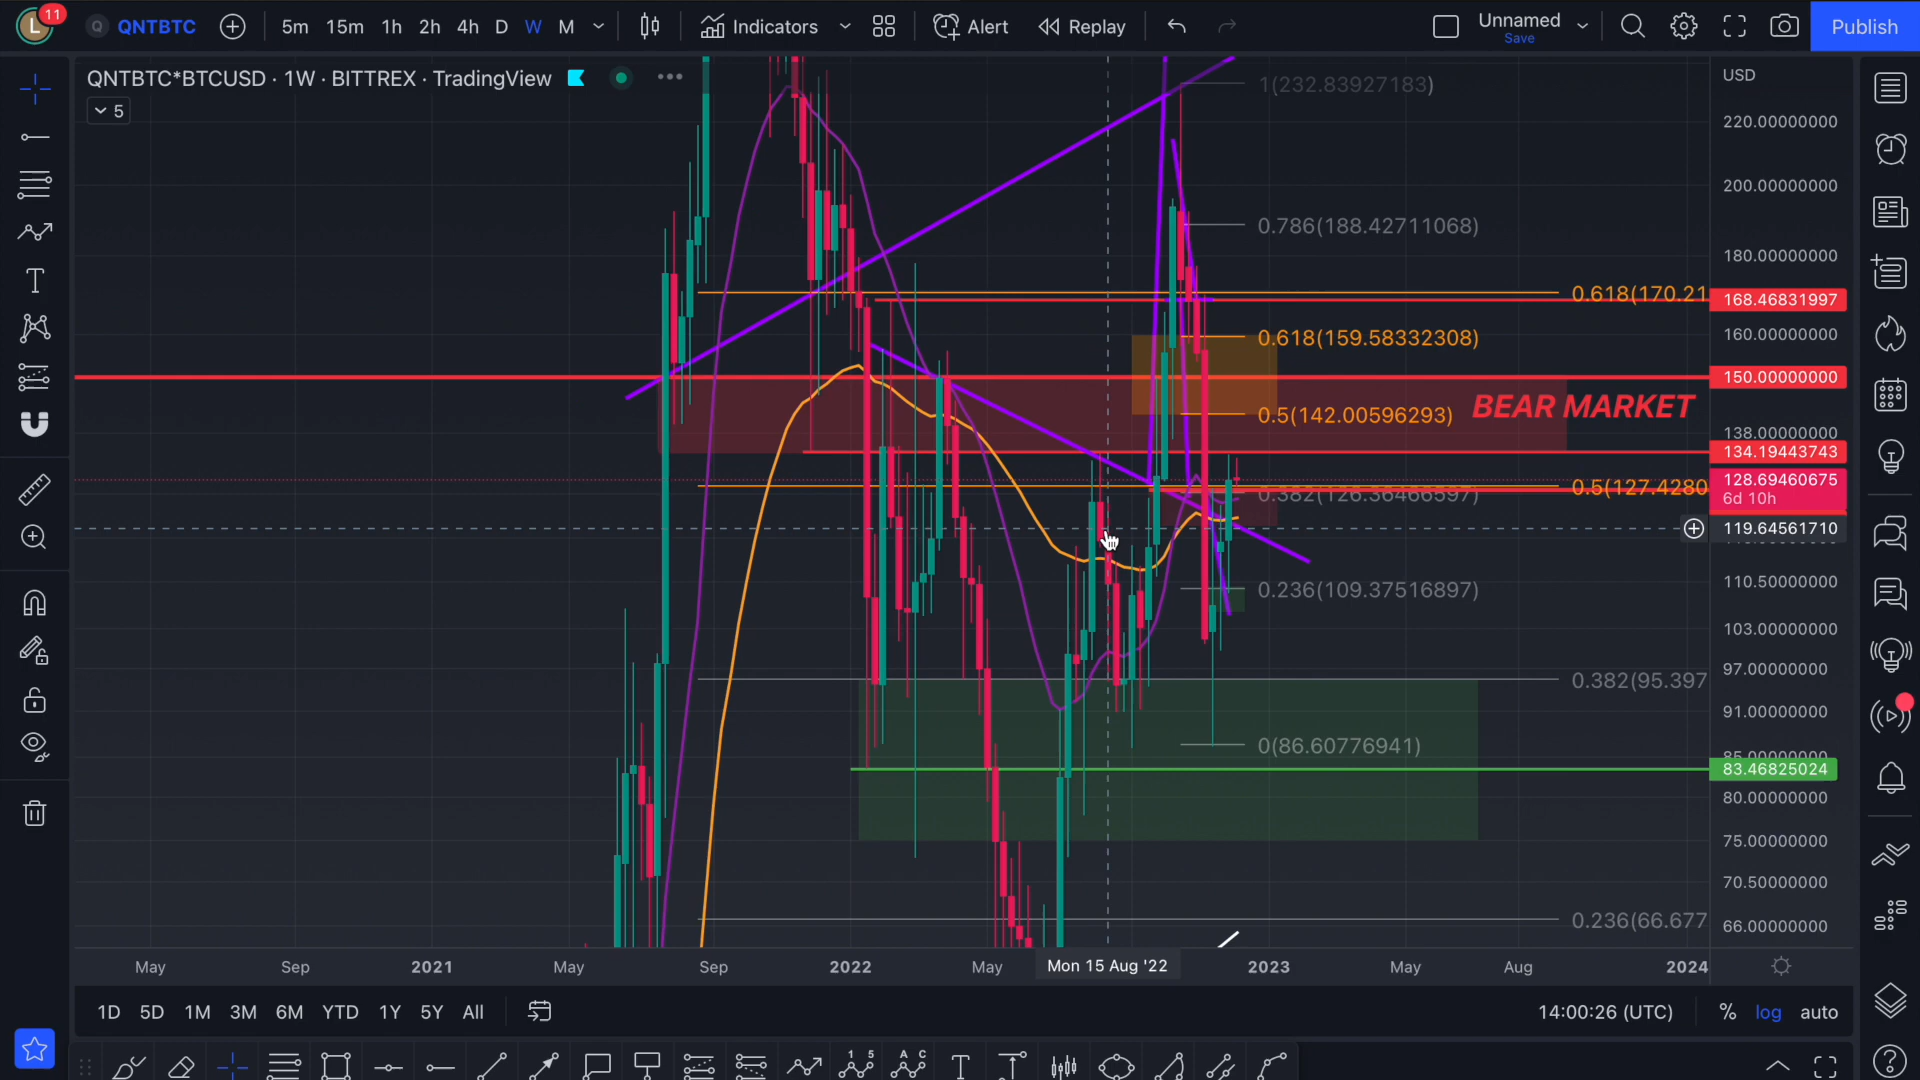 L
11
Q QNTBTC
5m 15m 1h 2h 4h D W M
Indicators
Alert
Replay
Unnamed
Save
Publish
QNTBTC*BTCUSD · 1W · BITTREX · TradingView
5
USD
1(232.83927183)
220.00000000
200.00000000
0.786(188.42711068)
180.00000000
0.618(170.21
168.46831997
0.618(159.58332308)
160.00000000
150.00000000
BEAR MARKET
0.5(142.00596293)
138.00000000
134.19443743
128.69460675
6d 10h
0.5(127.4280
0.382(126.36466597)
119.64561710
110.50000000
0.236(109.37516897)
103.00000000
97.00000000
0.382(95.397
91.00000000
0(86.60776941)
85.00000000
83.46825024
80.00000000
75.00000000
70.50000000
0.236(66.677
66.00000000
May Sep 2021 May Sep 2022 May Mon 15 Aug '22 2023 May Aug 2024
1D 5D 1M 3M 6M YTD 1Y 5Y All
14:00:26 (UTC) % log auto